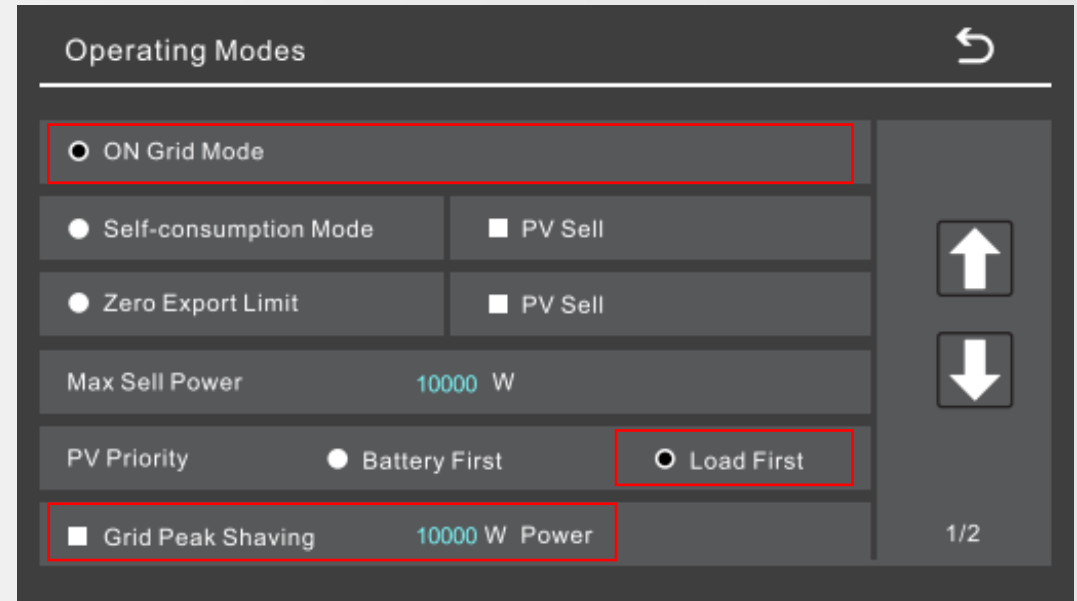 Operating Modes
ON Grid Mode
Self-consumption Mode PV Sell
Zero Export Limit PV Sell
Max Sell Power 10000 W
PV Priority Battery First Load First
Grid Peak Shaving 10000 W Power
1/2